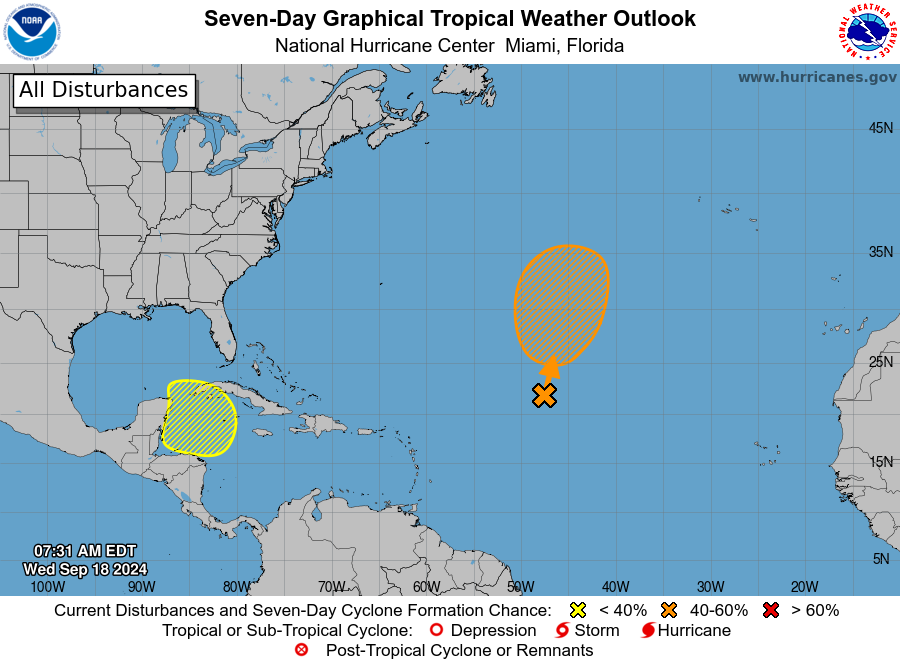 Seven-Day Graphical Tropical Weather Outlook
National Hurricane Center Miami, Florida
NOAA
NATIONAL WEATHER SERVICE
All Disturbances
www.hurricanes.gov
45N
35N
25N
15N
5N
07:31 AM EDT
Wed Sep 18 2024
100W 90W 80W 70W 60W 50W 40W 30W 20W
Current Disturbances and Seven-Day Cyclone Formation Chance: < 40% 40-60% > 60%
Tropical or Sub-Tropical Cyclone: Depression Storm Hurricane
Post-Tropical Cyclone or Remnants